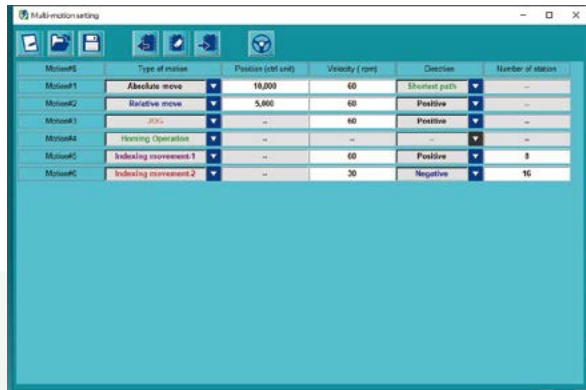 Multi-motion setting
Motion#S Type of motion Position (ctrl unit) Velocity ( rpm) Direction Number of station
Motion#1 Absolute move 10,000 60 Shortest path --
Motion#2 Relative move 5,000 60 Positive --
Motion#3 JOG -- 60 Positive --
Motion#4 Homing Operation -- -- -- --
Motion#5 Indexing movement-1 -- 60 Positive 8
Motion#6 Indexing movement-2 -- 30 Negative 16